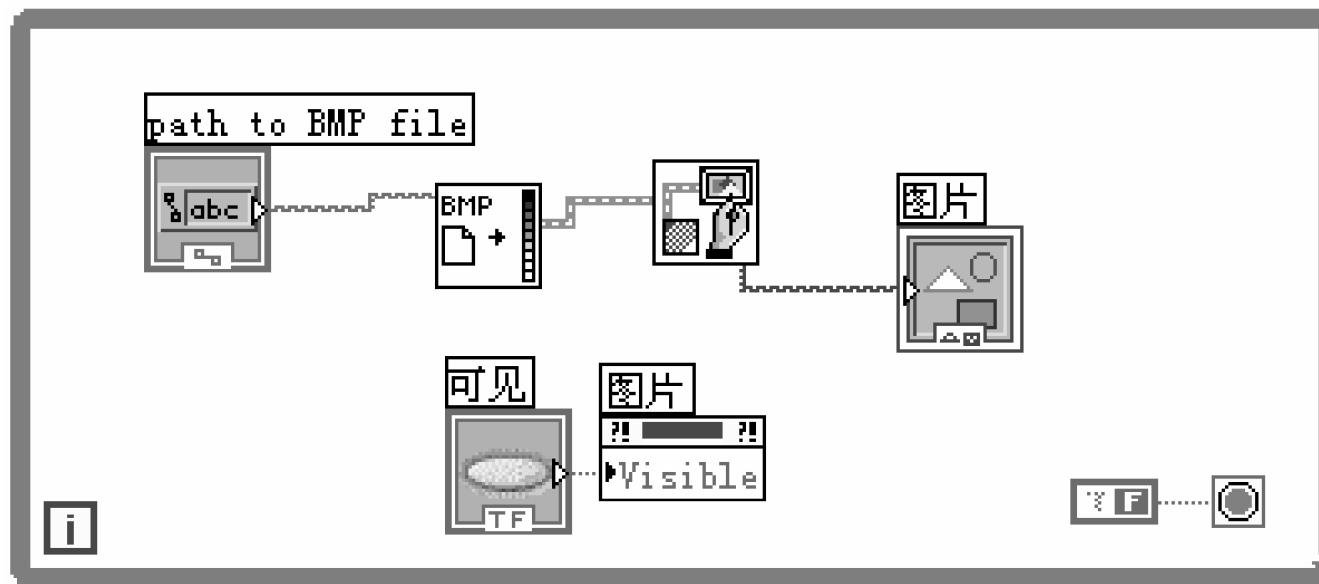 path to BMP file
abc
BMP
图片
可见
图片
?!
?!
Visible
TF
F
i